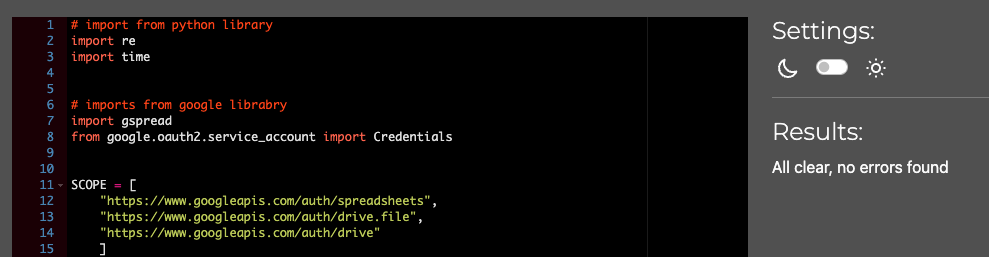 1 # import from python library
2 import re
3 import time
4
5
6 # imports from google librabry
7 import gspread
8 from google.oauth2.service_account import Credentials
9
10
11 SCOPE = [
12     "https://www.googleapis.com/auth/spreadsheets",
13     "https://www.googleapis.com/auth/drive.file",
14     "https://www.googleapis.com/auth/drive"
15     ]
Settings:
Results:
All clear, no errors found